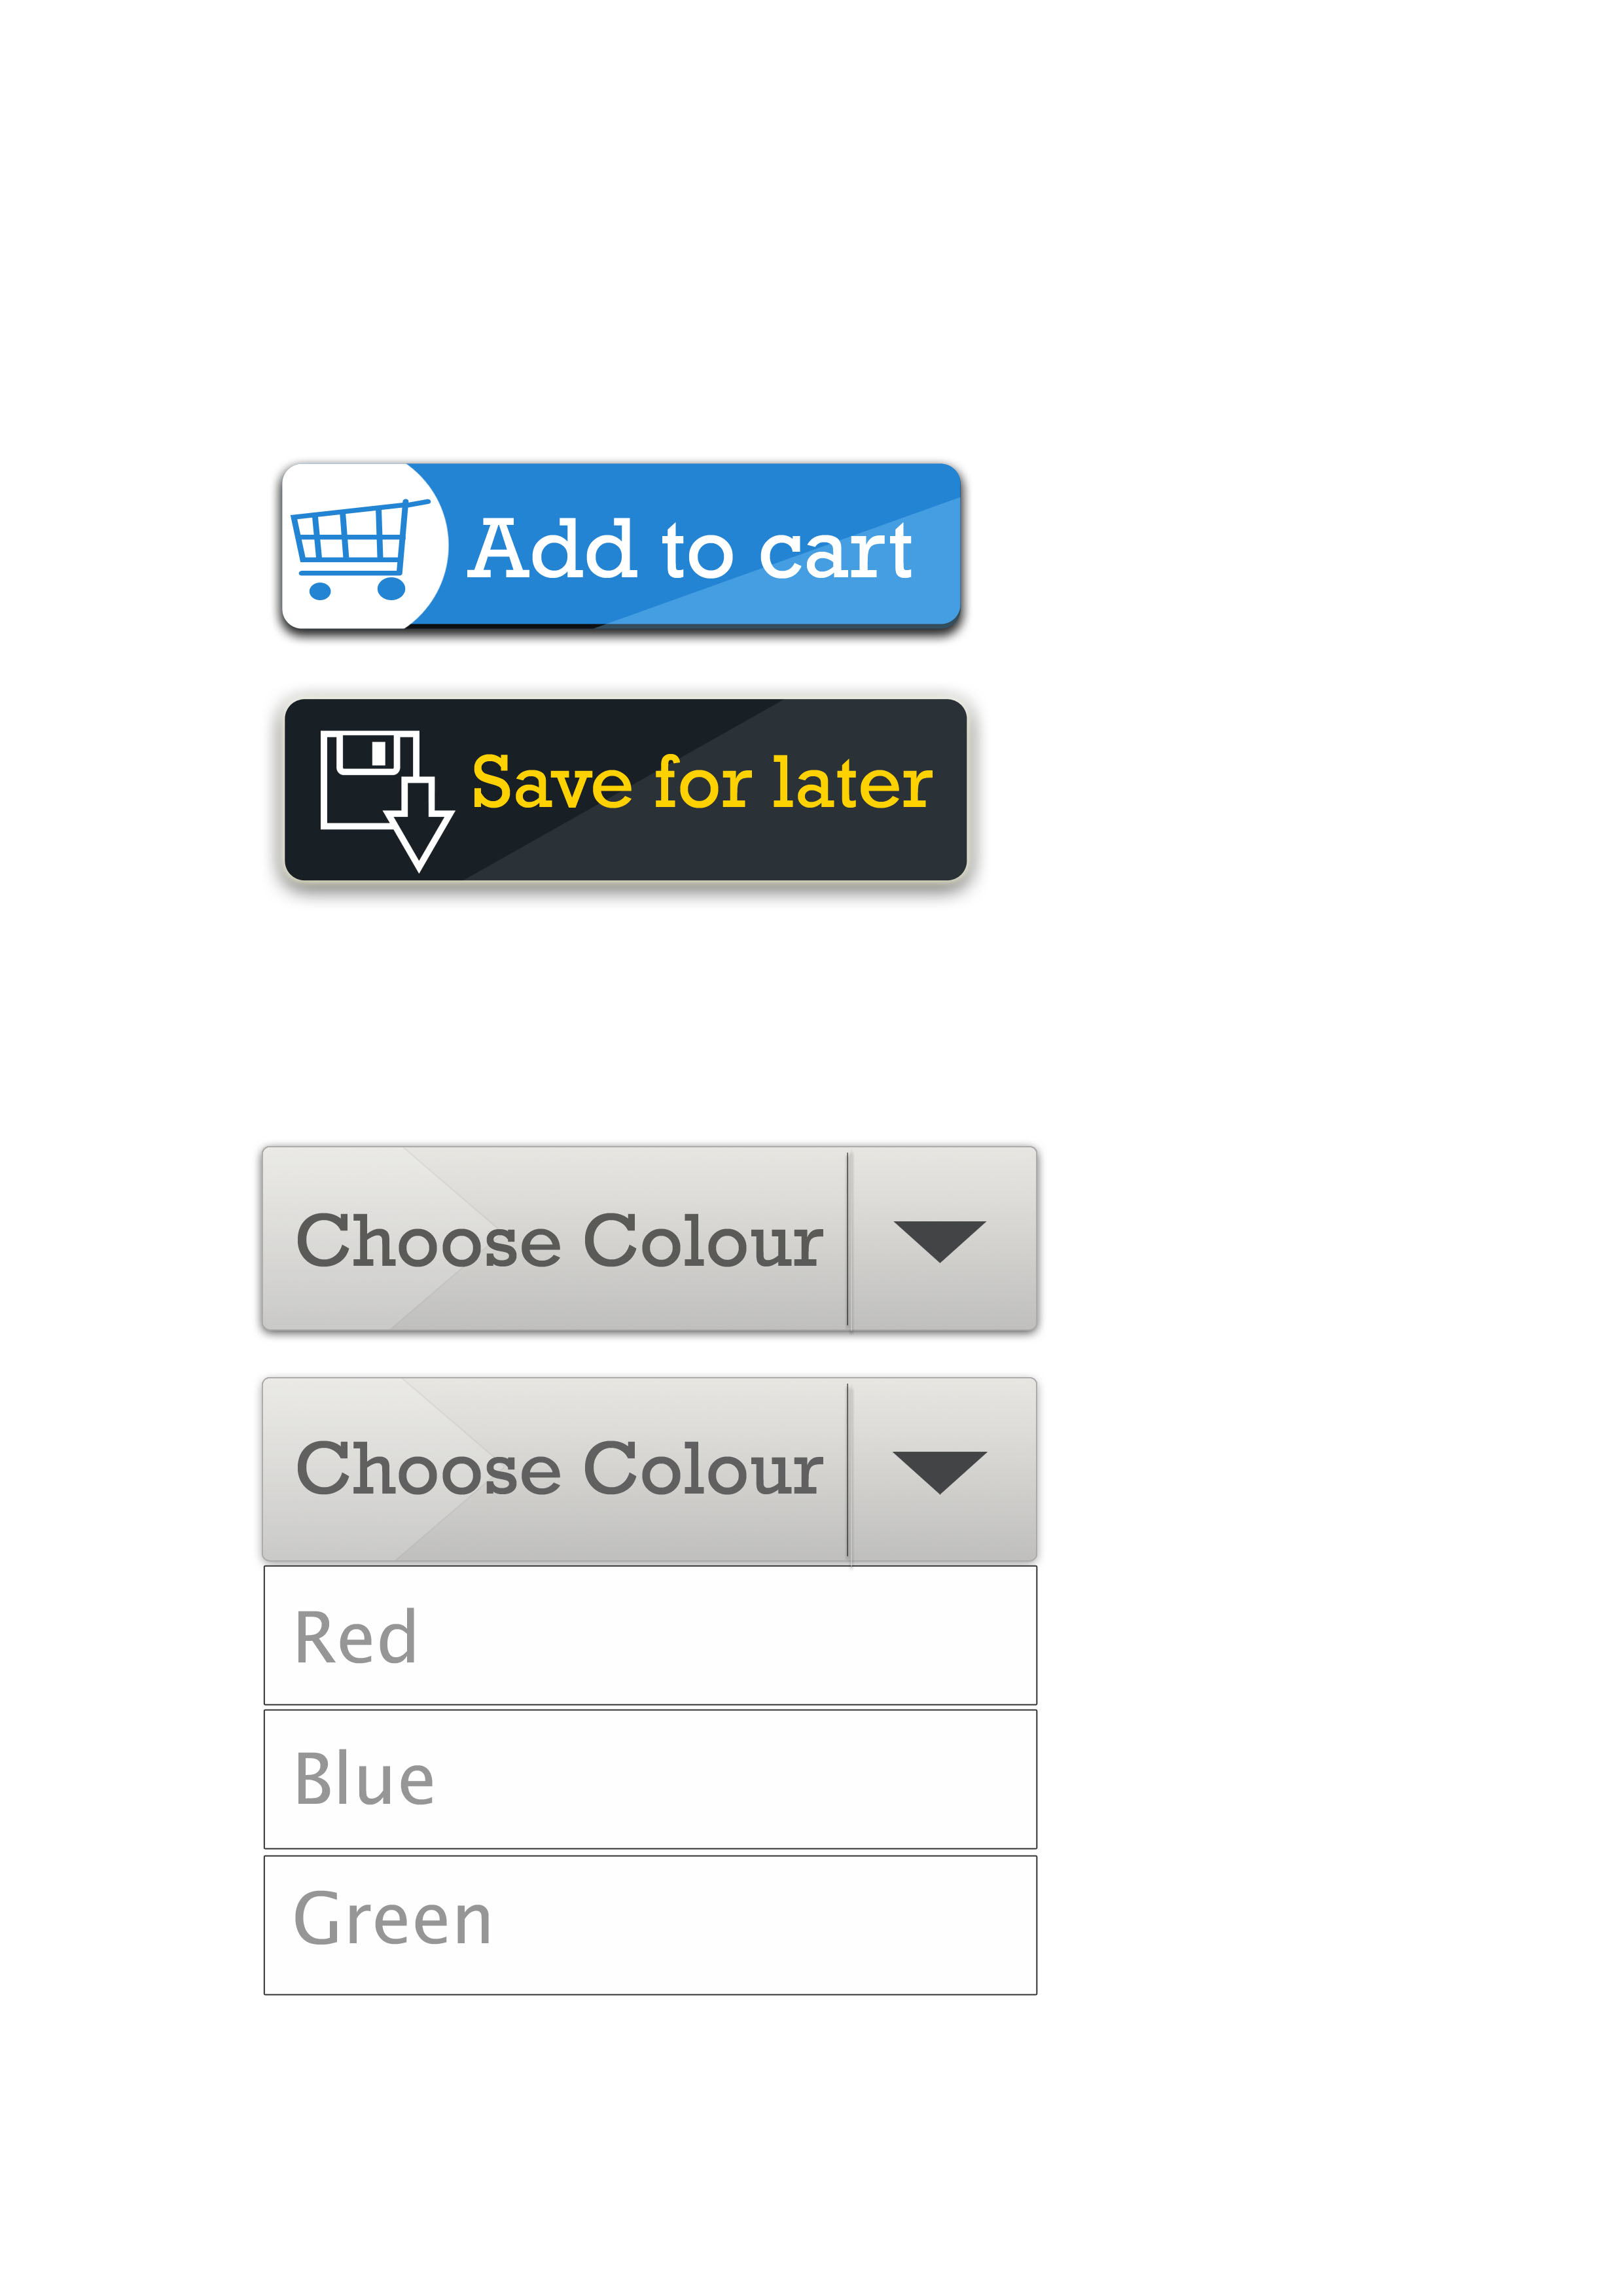 Add to cart
Save for later
Choose Colour
Choose Colour
Red
Blue
Green